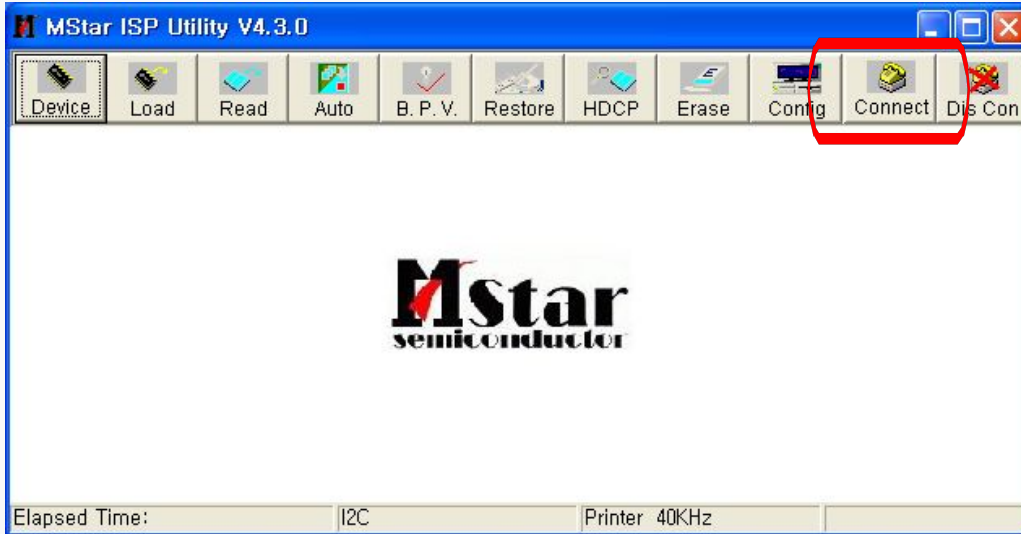 MStar ISP Utility V4.3.0
Device Load Read Auto B. P. V. Restore HDCP Erase Config Connect Dis Con
MStar
semiconductor
Elapsed Time: I2C Printer 40KHz